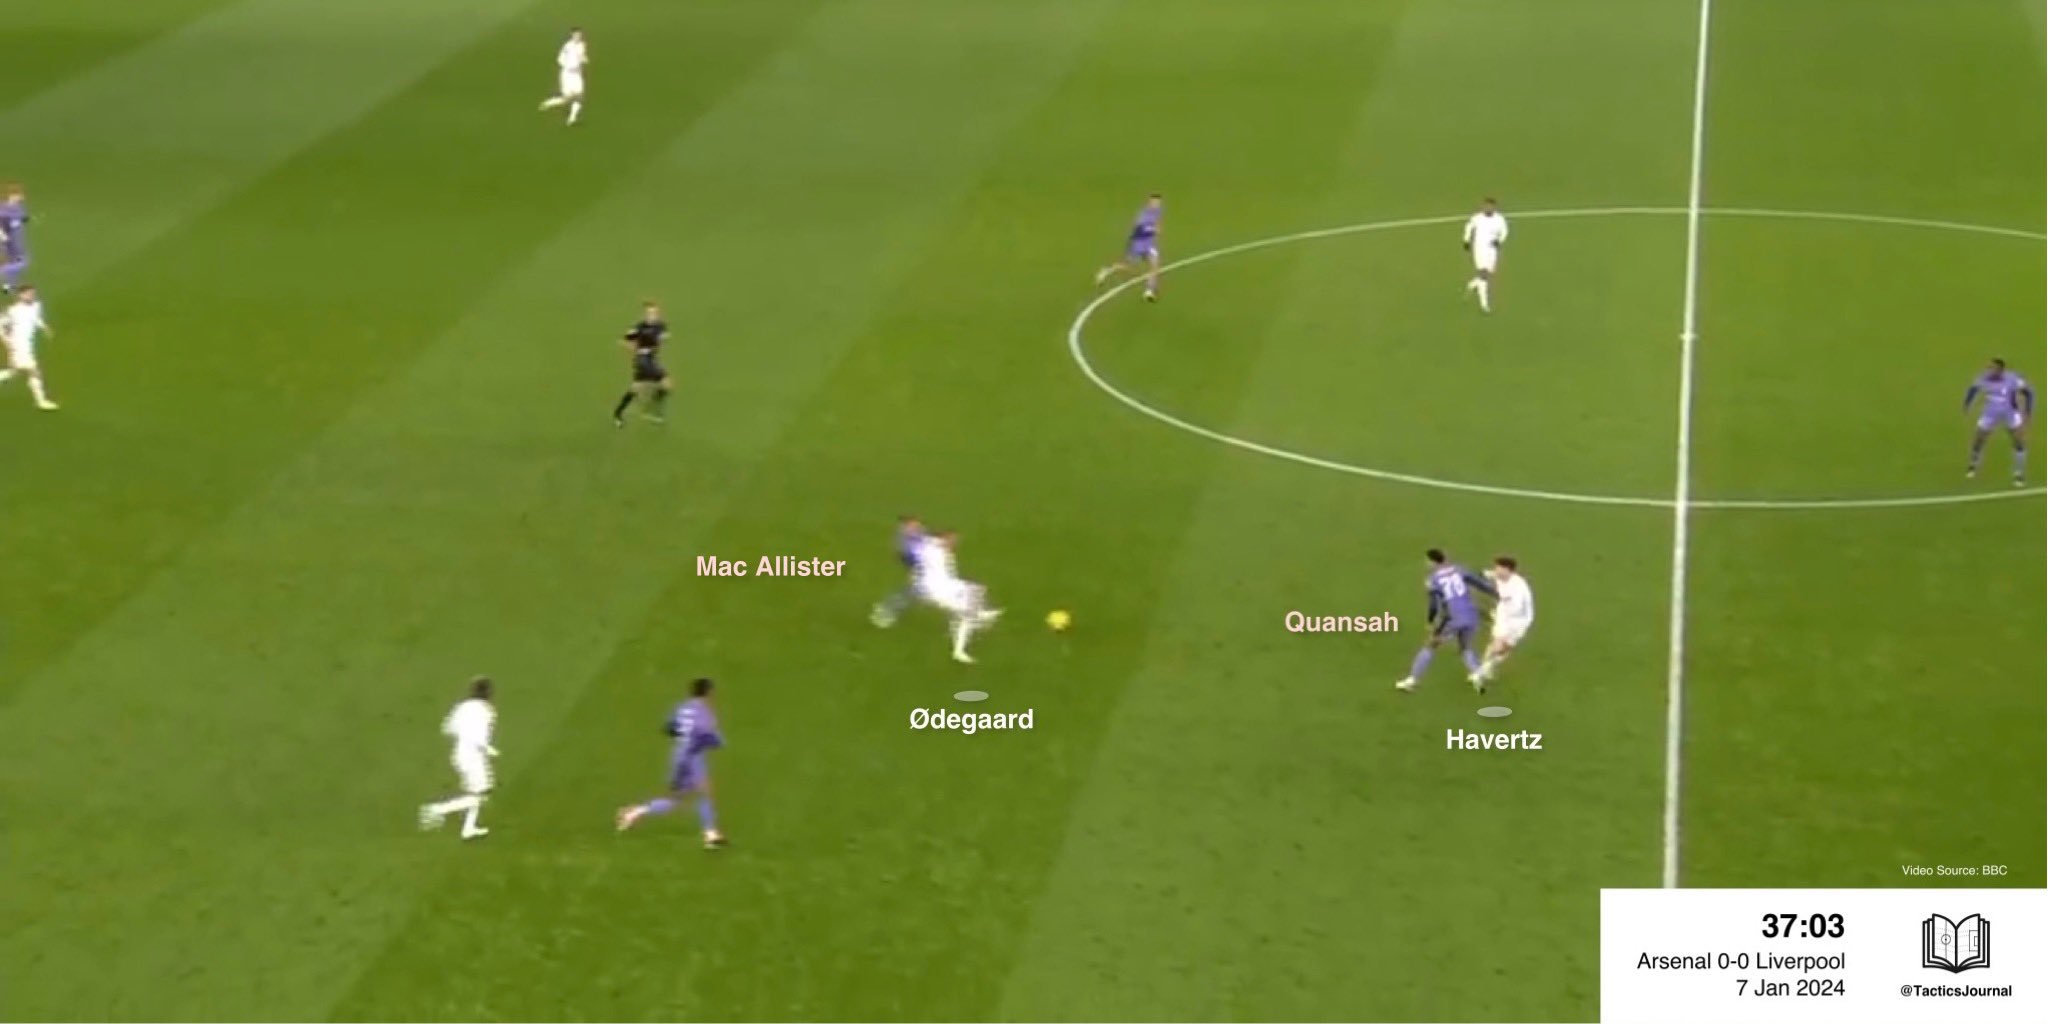 Mac Allister
Quansah
Ødegaard
Havertz
Video Source: BBC
37:03
Arsenal 0-0 Liverpool
7 Jan 2024
@TacticsJournal